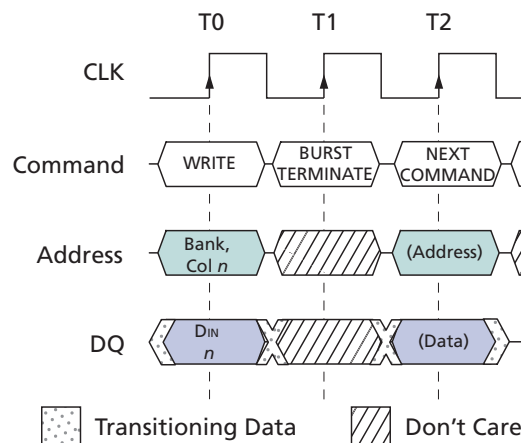 T0 T1 T2
CLK
Command WRITE BURST TERMINATE NEXT COMMAND
Address Bank, Col n (Address)
DQ DIN n (Data)
Transitioning Data Don't Care